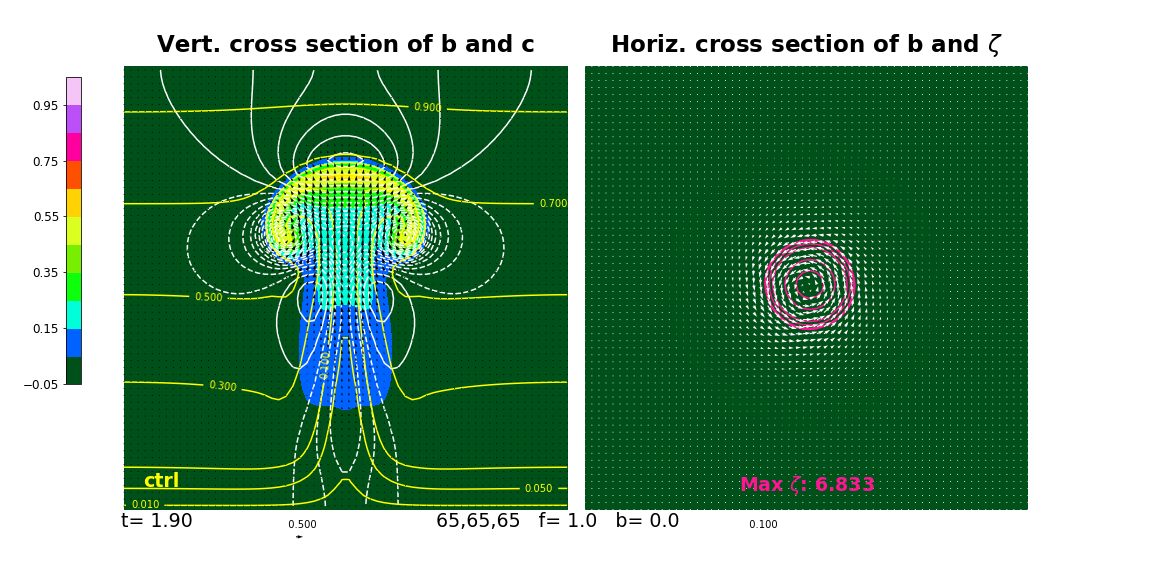 Vert. cross section of b and c
Horiz. cross section of b and ζ
0.95
0.75
0.55
0.35
0.15
−0.05
0.900
0.700
0.500
0.300
0.100
0.050
0.010
ctrl
Max ζ: 6.833
t= 1.90
0.500
65,65,65 f= 1.0 b= 0.0
0.100